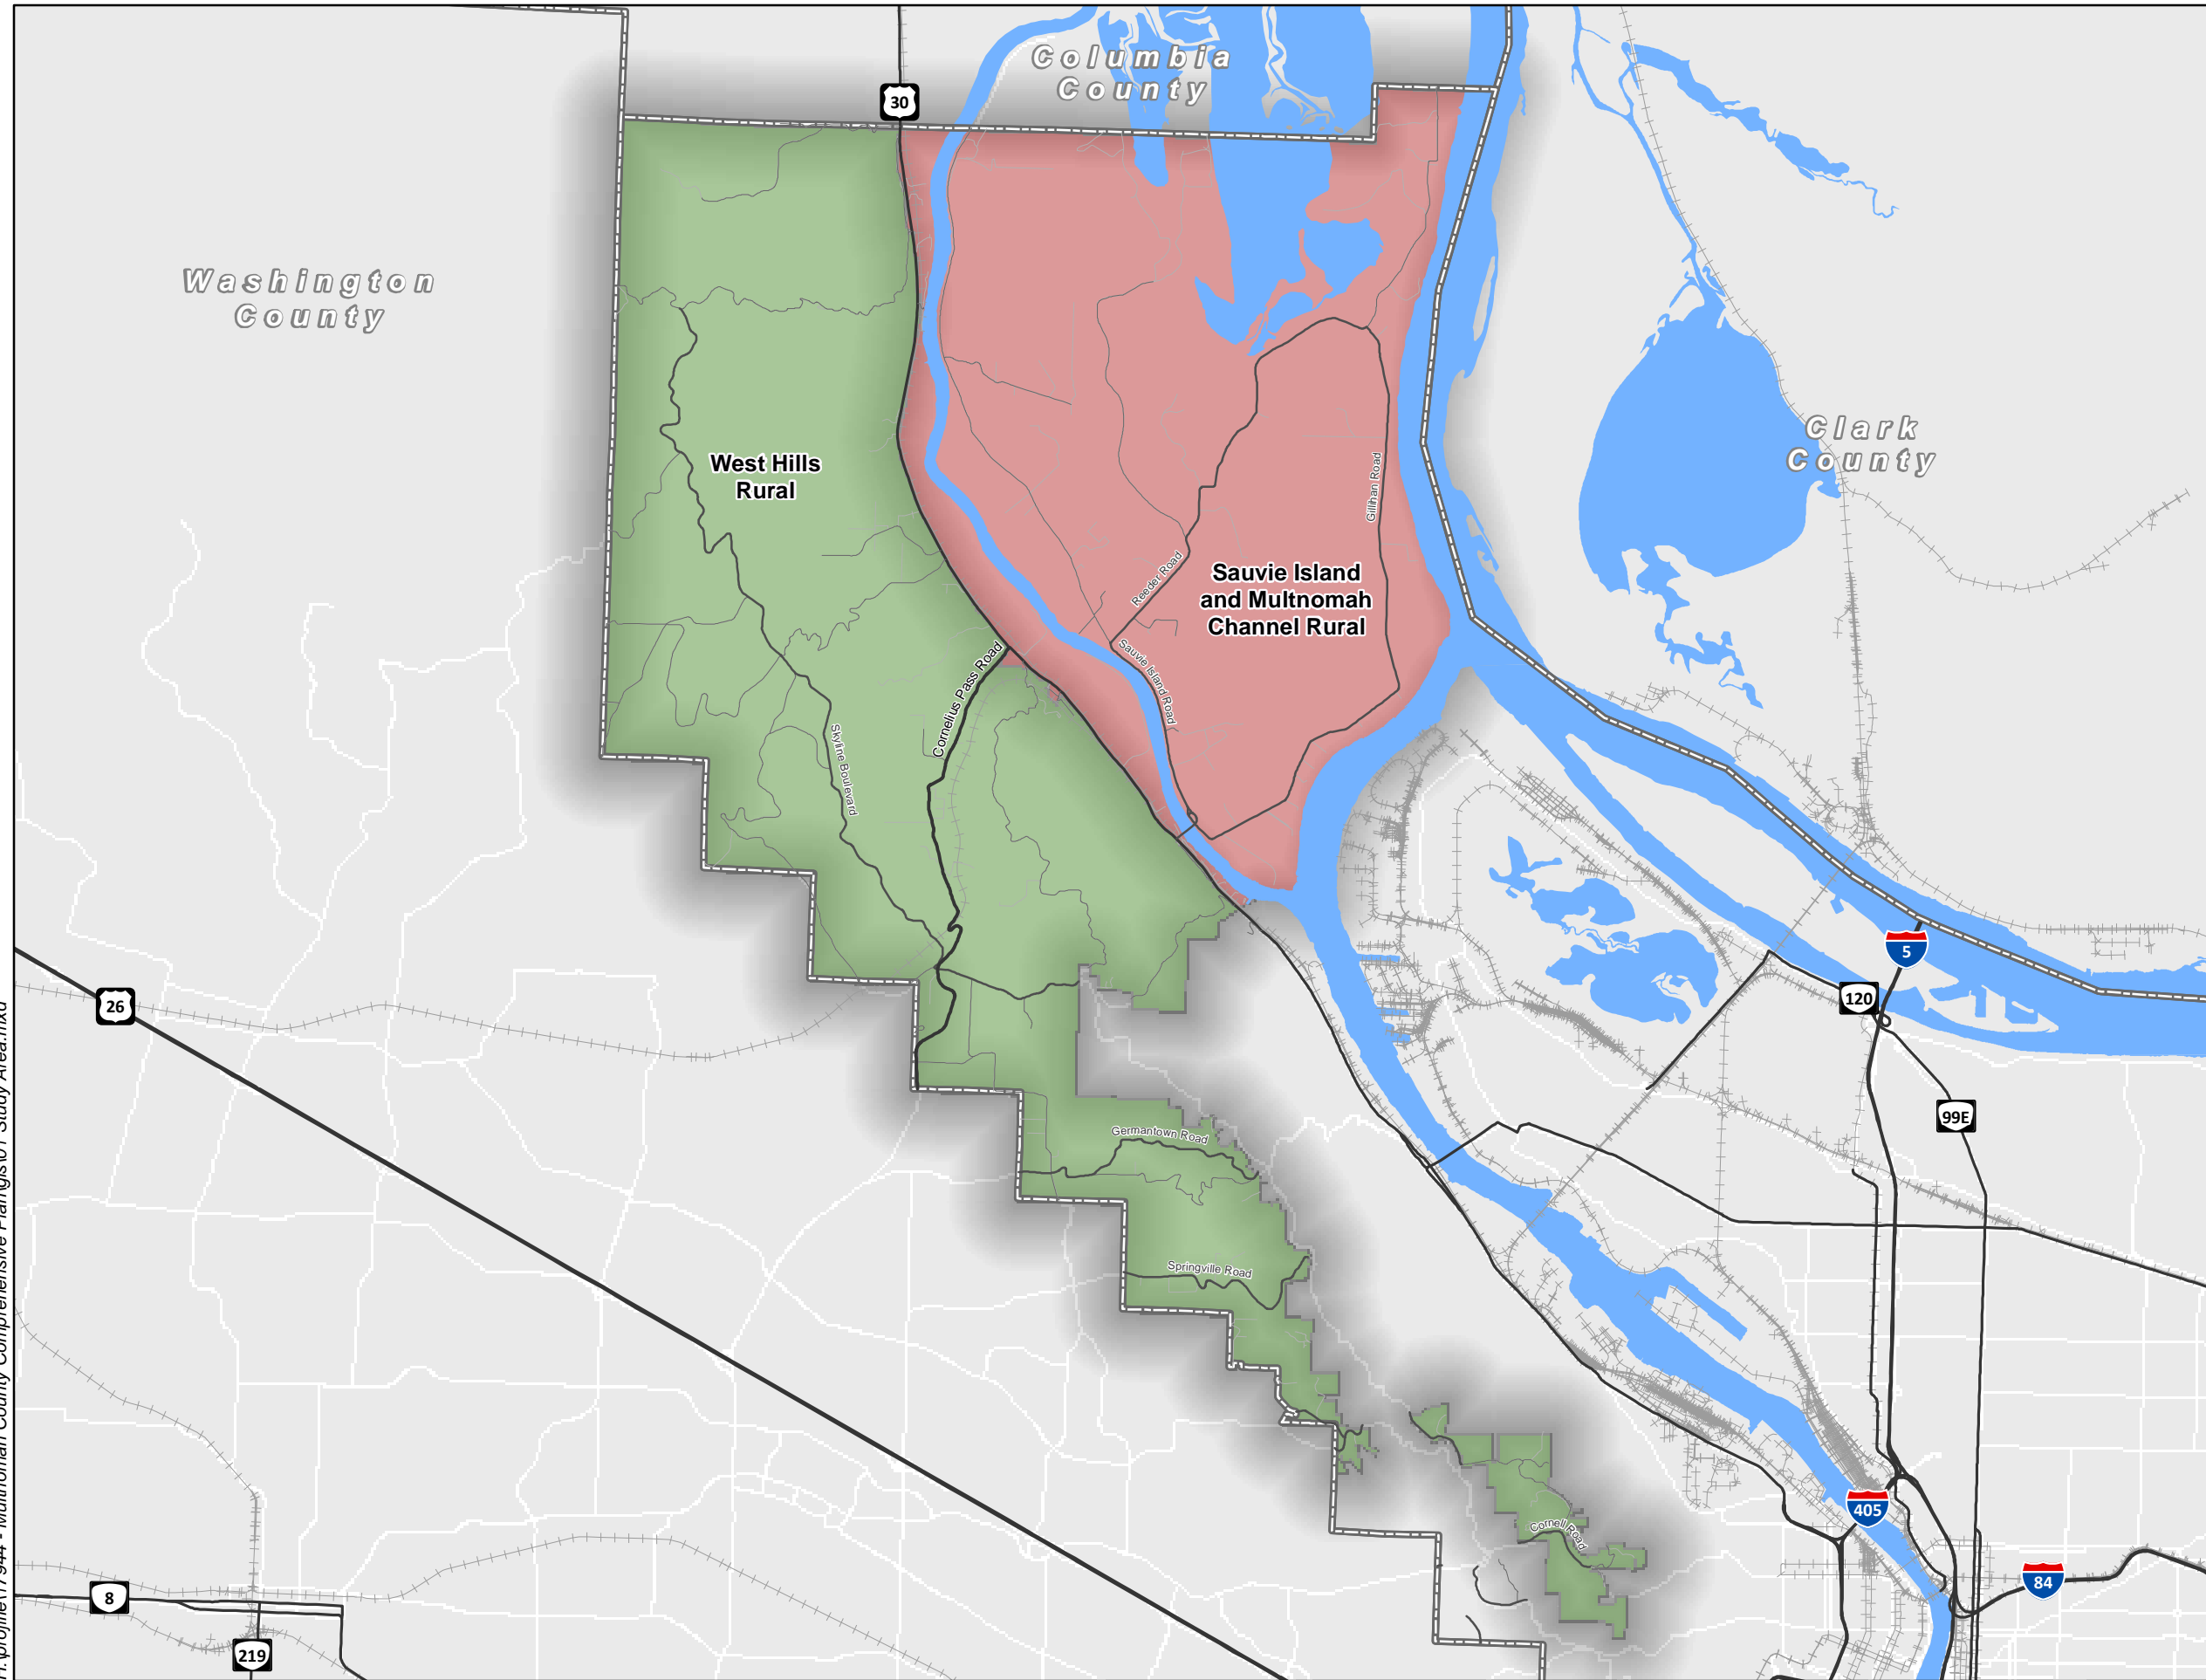 Columbia
County
30
Washington
County
Clark
County
West Hills
Rural
Gillihan Road
Reeder Road
Sauvie Island
and Multnomah
Channel Rural
Sauvie Island Road
Cornelius Pass Road
Skyline Boulevard
5
26
120
99E
Germantown Road
Springville Road
405
Cornell Road
84
8
219
Multnomah County Comprehensive Plan\gis\01 Study Area.mxd